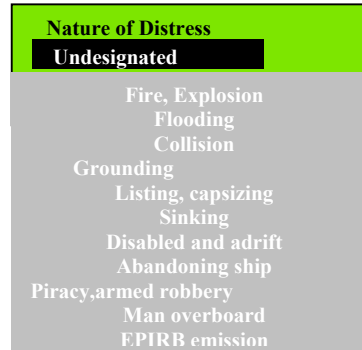 Nature of Distress
Undesignated
Fire, Explosion
Flooding
Collision
Grounding
Listing, capsizing
Sinking
Disabled and adrift
Abandoning ship
Piracy,armed robbery
Man overboard
EPIRB emission